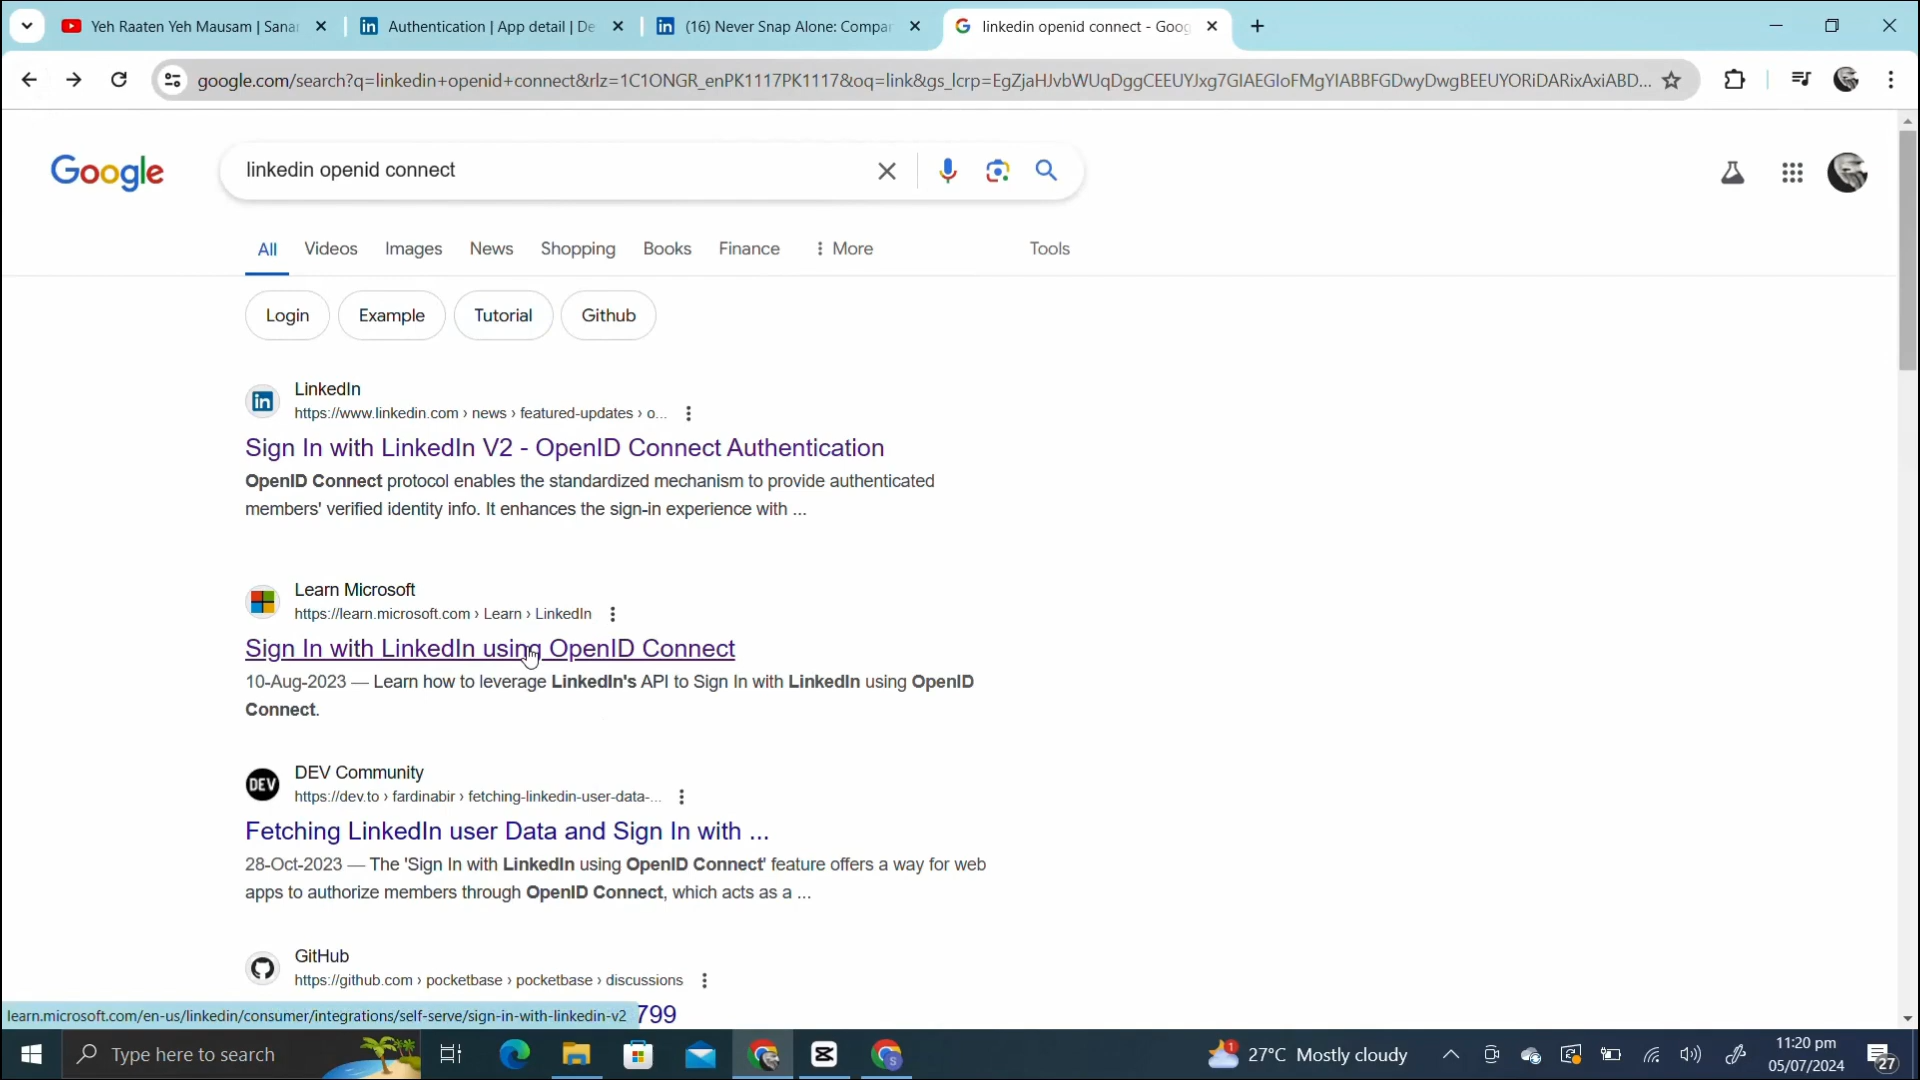 Yeh Raaten Yeh Mausam | Sanar
Authentication | App detail | De
(16) Never Snap Alone: Compar
linkedin openid connect - Goog
google.com/search?q=linkedin+openid+connect&rlz=1C1ONGR_enPK1117PK1117&oq=link&gs_lcrp=EgZjaHJvbWUqDggCEEUYJxg7GIAEGIoFMgYIABBFGDwyDwgBEEUYORiDARixAxiABD...
Google
linkedin openid connect
All Videos Images News Shopping Books Finance More Tools
Login Example Tutorial Github
LinkedIn
https://www.linkedin.com › news › featured-updates › o...
Sign In with LinkedIn V2 - OpenID Connect Authentication
OpenID Connect protocol enables the standardized mechanism to provide authenticated
members' verified identity info. It enhances the sign-in experience with ...
Learn Microsoft
https://learn.microsoft.com › Learn › LinkedIn
Sign In with LinkedIn using OpenID Connect
10-Aug-2023 — Learn how to leverage LinkedIn's API to Sign In with LinkedIn using OpenID
Connect.
DEV
DEV Community
https://dev.to › fardinabir › fetching-linkedin-user-data-...
Fetching LinkedIn user Data and Sign In with ...
28-Oct-2023 — The 'Sign In with LinkedIn using OpenID Connect' feature offers a way for web
apps to authorize members through OpenID Connect, which acts as a ...
GitHub
https://github.com › pocketbase › pocketbase › discussions
learn.microsoft.com/en-us/linkedin/consumer/integrations/self-serve/sign-in-with-linkedin-v2 799
Type here to search
27°C Mostly cloudy
11:20 pm
05/07/2024
27